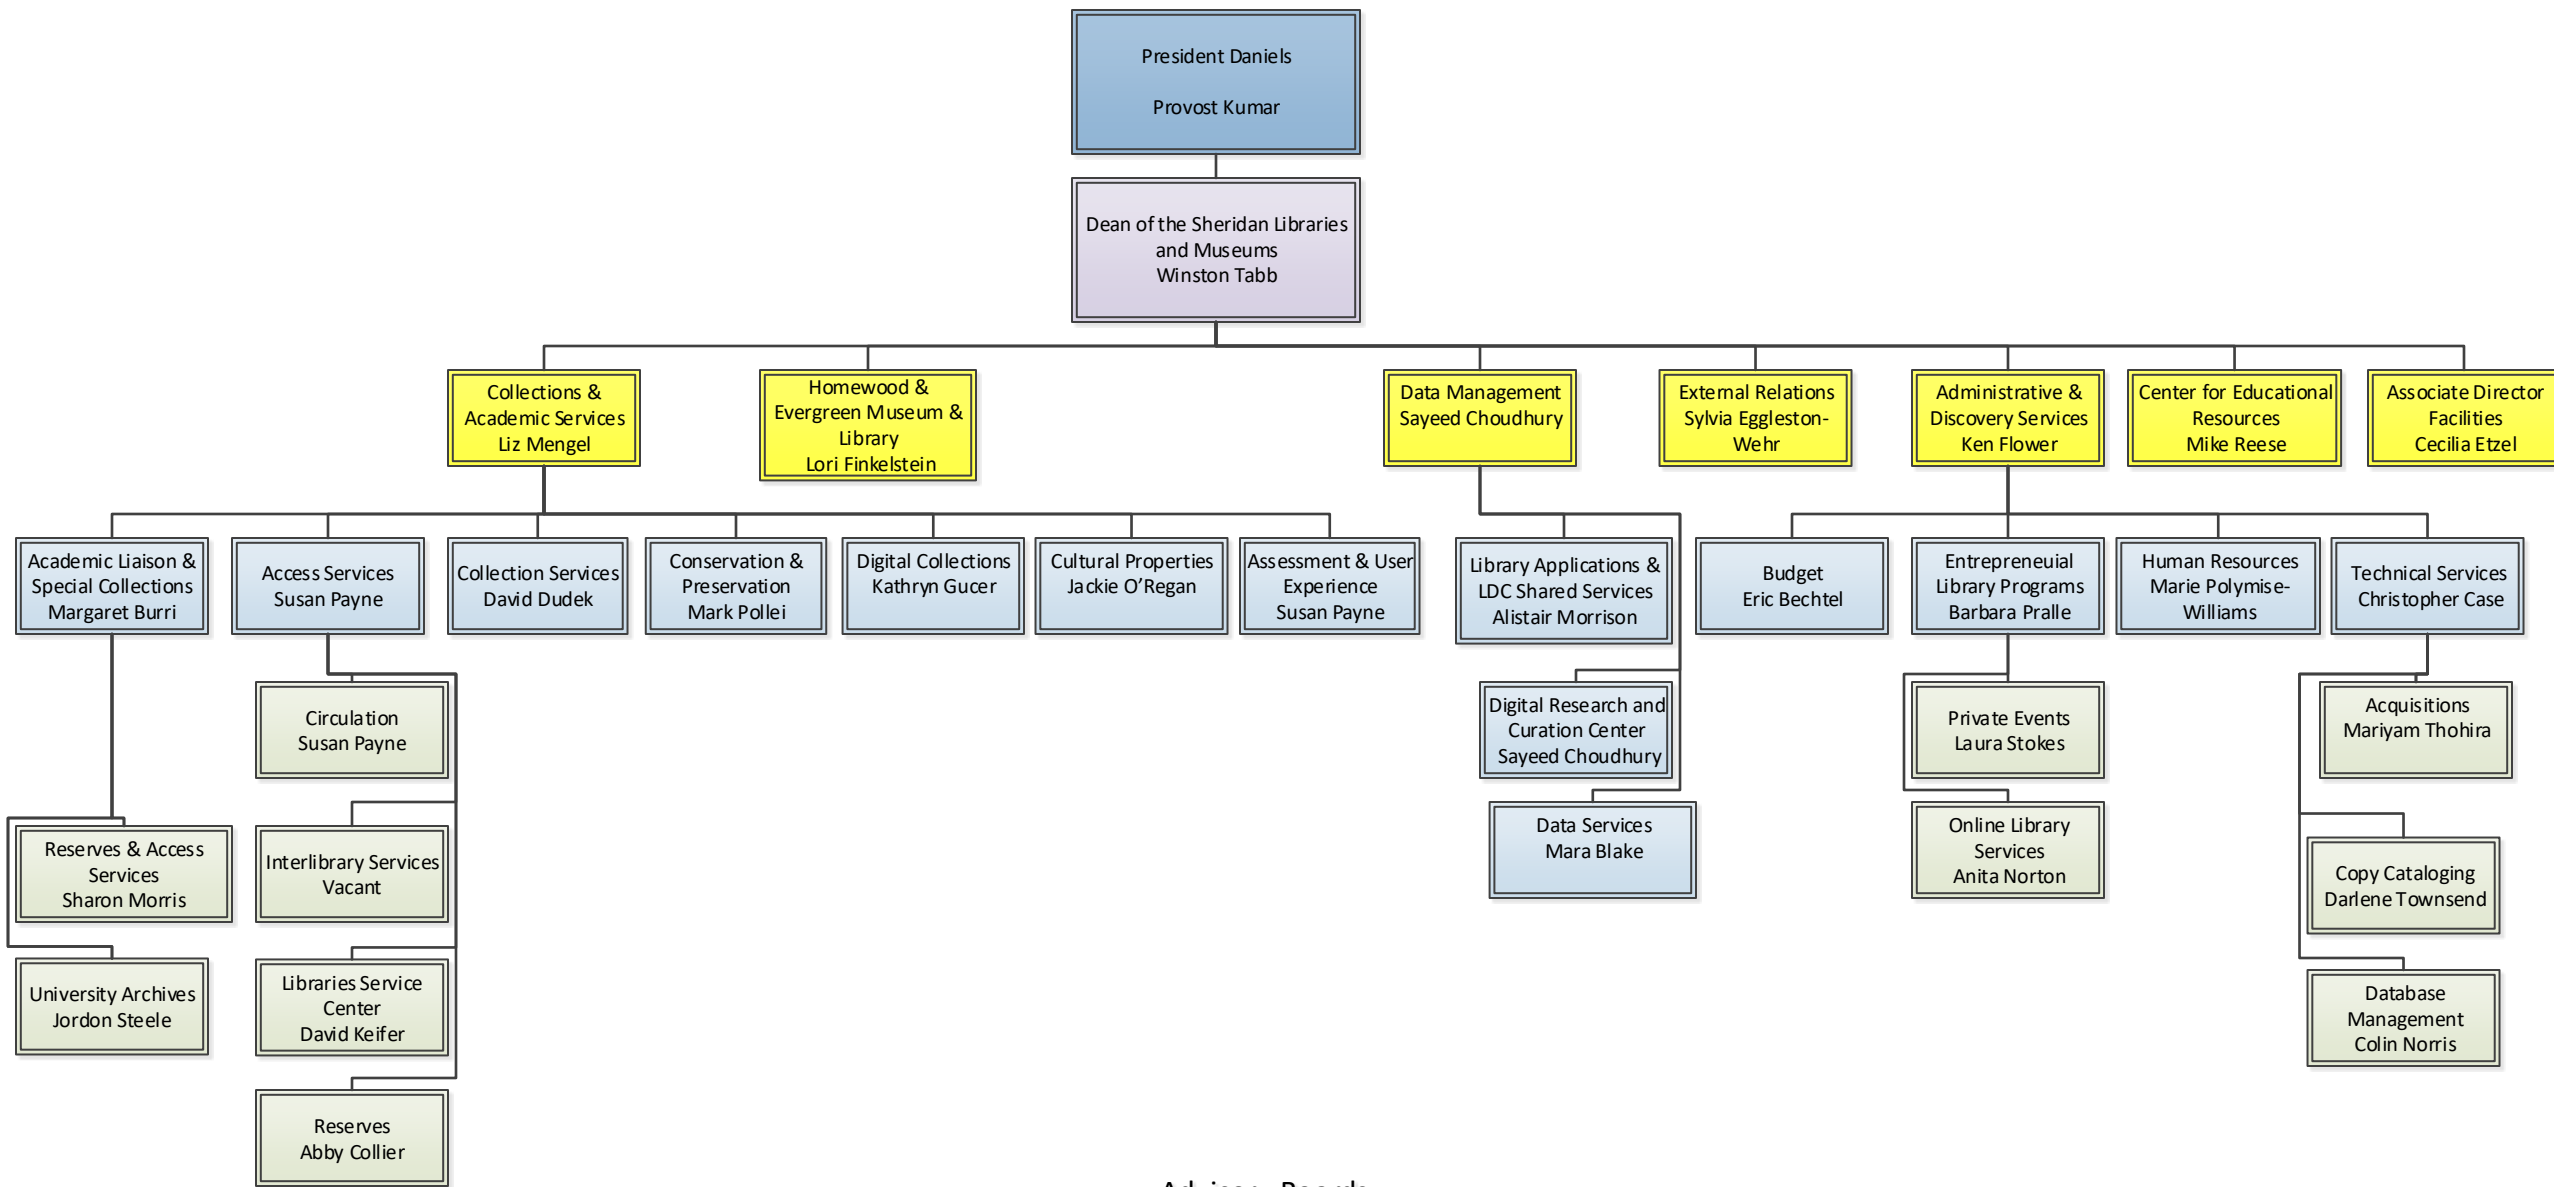 President Daniels
Provost Kumar
Dean of the Sheridan Libraries
and Museums
Winston Tabb
Collections &
Academic Services
Liz Mengel
Homewood &
Evergreen Museum &
Library
Lori Finkelstein
Data Management
Sayeed Choudhury
External Relations
Sylvia Eggleston-
Wehr
Administrative &
Discovery Services
Ken Flower
Center for Educational
Resources
Mike Reese
Associate Director
Facilities
Cecilia Etzel
Academic Liaison &
Special Collections
Margaret Burri
Access Services
Susan Payne
Collection Services
David Dudek
Conservation &
Preservation
Mark Pollei
Digital Collections
Kathryn Gucer
Cultural Properties
Jackie O’Regan
Assessment & User
Experience
Susan Payne
Library Applications &
LDC Shared Services
Alistair Morrison
Budget
Eric Bechtel
Entrepreneuial
Library Programs
Barbara Pralle
Human Resources
Marie Polymise-
Williams
Technical Services
Christopher Case
Circulation
Susan Payne
Digital Research and
Curation Center
Sayeed Choudhury
Private Events
Laura Stokes
Acquisitions
Mariyam Thohira
Reserves & Access
Services
Sharon Morris
Interlibrary Services
Vacant
Data Services
Mara Blake
Online Library
Services
Anita Norton
Copy Cataloging
Darlene Townsend
University Archives
Jordon Steele
Libraries Service
Center
David Keifer
Database
Management
Colin Norris
Reserves
Abby Collier
Advisory Boards